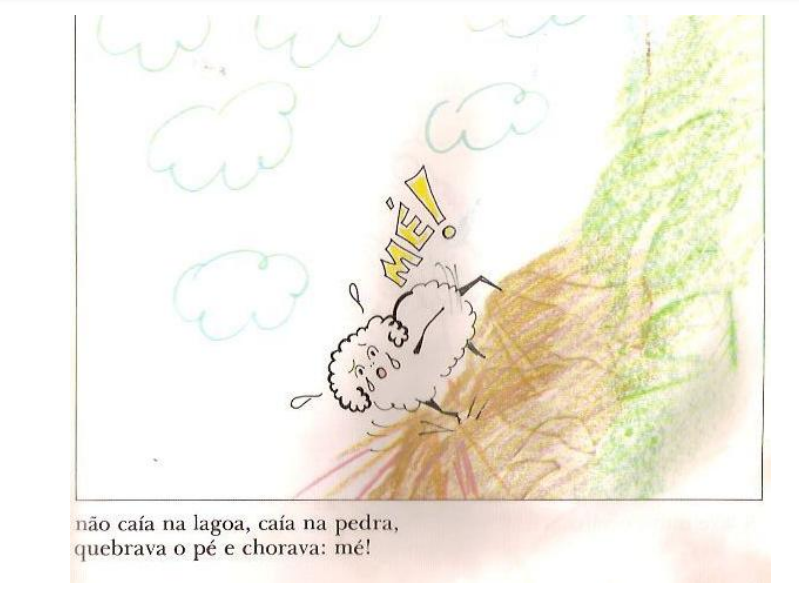 MÉ!
não caía na lagoa, caía na pedra,
quebrava o pé e chorava: mé!